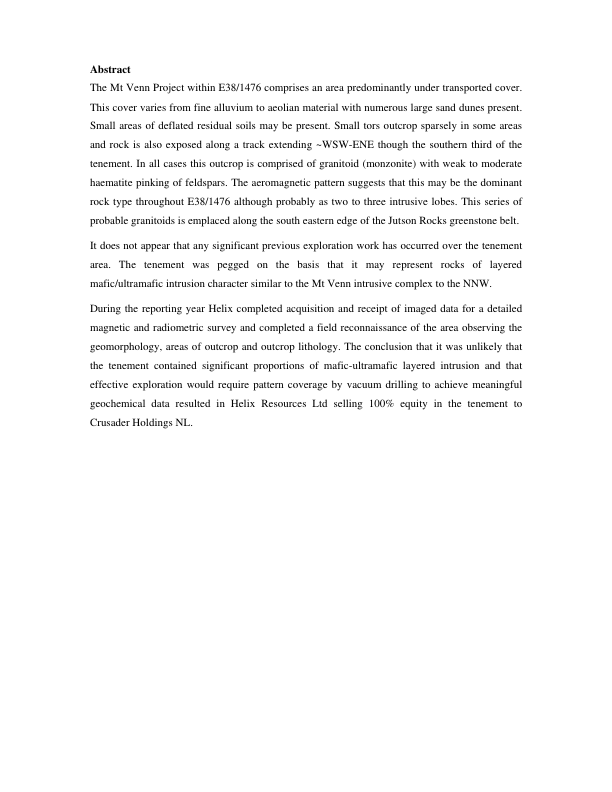 Abstract
The Mt Venn Project within E38/1476 comprises an area predominantly under transported cover.
This cover varies from fine alluvium to aeolian material with numerous large sand dunes present.
Small areas of deflated residual soils may be present. Small tors outcrop sparsely in some areas
and rock is also exposed along a track extending ~WSW-ENE though the southern third of the
tenement. In all cases this outcrop is comprised of granitoid (monzonite) with weak to moderate
haematite pinking of feldspars. The aeromagnetic pattern suggests that this may be the dominant
rock type throughout E38/1476 although probably as two to three intrusive lobes. This series of
probable granitoids is emplaced along the south eastern edge of the Jutson Rocks greenstone belt.
It does not appear that any significant previous exploration work has occurred over the tenement
area. The tenement was pegged on the basis that it may represent rocks of layered
mafic/ultramafic intrusion character similar to the Mt Venn intrusive complex to the NNW.
During the reporting year Helix completed acquisition and receipt of imaged data for a detailed
magnetic and radiometric survey and completed a field reconnaissance of the area observing the
geomorphology, areas of outcrop and outcrop lithology. The conclusion that it was unlikely that
the tenement contained significant proportions of mafic-ultramafic layered intrusion and that
effective exploration would require pattern coverage by vacuum drilling to achieve meaningful
geochemical data resulted in Helix Resources Ltd selling 100% equity in the tenement to
Crusader Holdings NL.